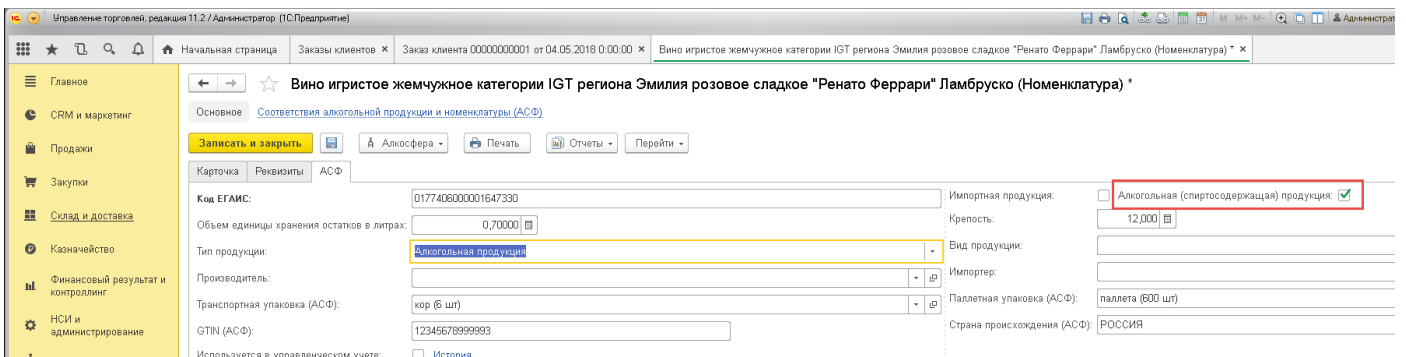 Управление торговлей, редакция 11.2 / Администратор (1С:Предприятие) M M+ M- Администрат
Начальная страница Заказы клиентов × Заказ клиента 00000000001 от 04.05.2018 0:00:00 × Вино игристое жемчужное категории IGT региона Эмилия розовое сладкое "Ренато Феррари" Ламбруско (Номенклатура) * ×
Главное
CRM и маркетинг
Продажи
Закупки
Склад и доставка
Казначейство
Финансовый результат и
контроллинг
НСИ и
администрирование
Вино игристое жемчужное категории IGT региона Эмилия розовое сладкое "Ренато Феррари" Ламбруско (Номенклатура) *
Основное Соответствия алкогольной продукции и номенклатуры (АСФ)
Записать и закрыть Алкосфера Печать Отчеты Перейти
Карточка Реквизиты АСФ
Код ЕГАИС: 0177406000001647330 Импортная продукция: Алкогольная (спиртосодержащая) продукция:
Объем единицы хранения остатков в литрах: 0,70000 Крепость: 12,000
Тип продукции: Алкогольная продукция Вид продукции:
Производитель: Импортер:
Транспортная упаковка (АСФ): кор (6 шт) Паллетная упаковка (АСФ): паллета (600 шт)
GTIN (АСФ): 12345678999993 Страна происхождения (АСФ): РОССИЯ
Используется в управленческом учете: История